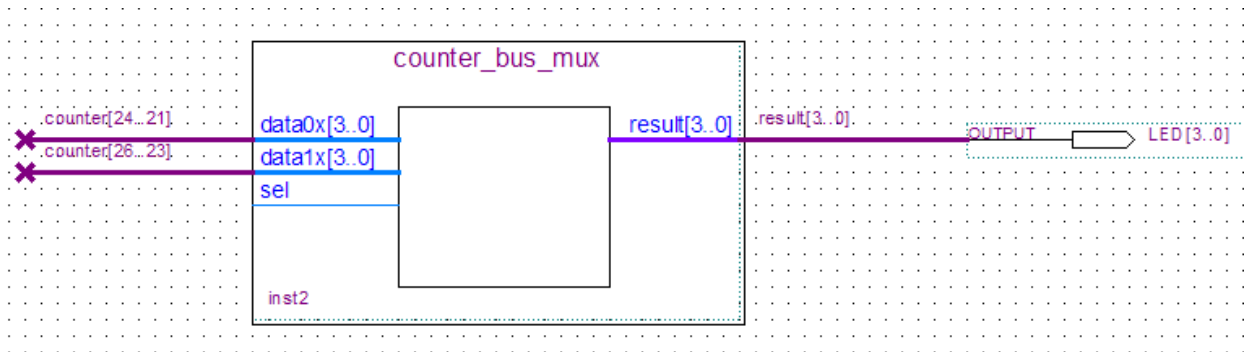 counter_bus_mux
counter[24...21]
data0x[3..0]
result[3..0]
result[3..0]
OUTPUT
LED[3..0]
counter[26...23]
data1x[3..0]
sel
inst2